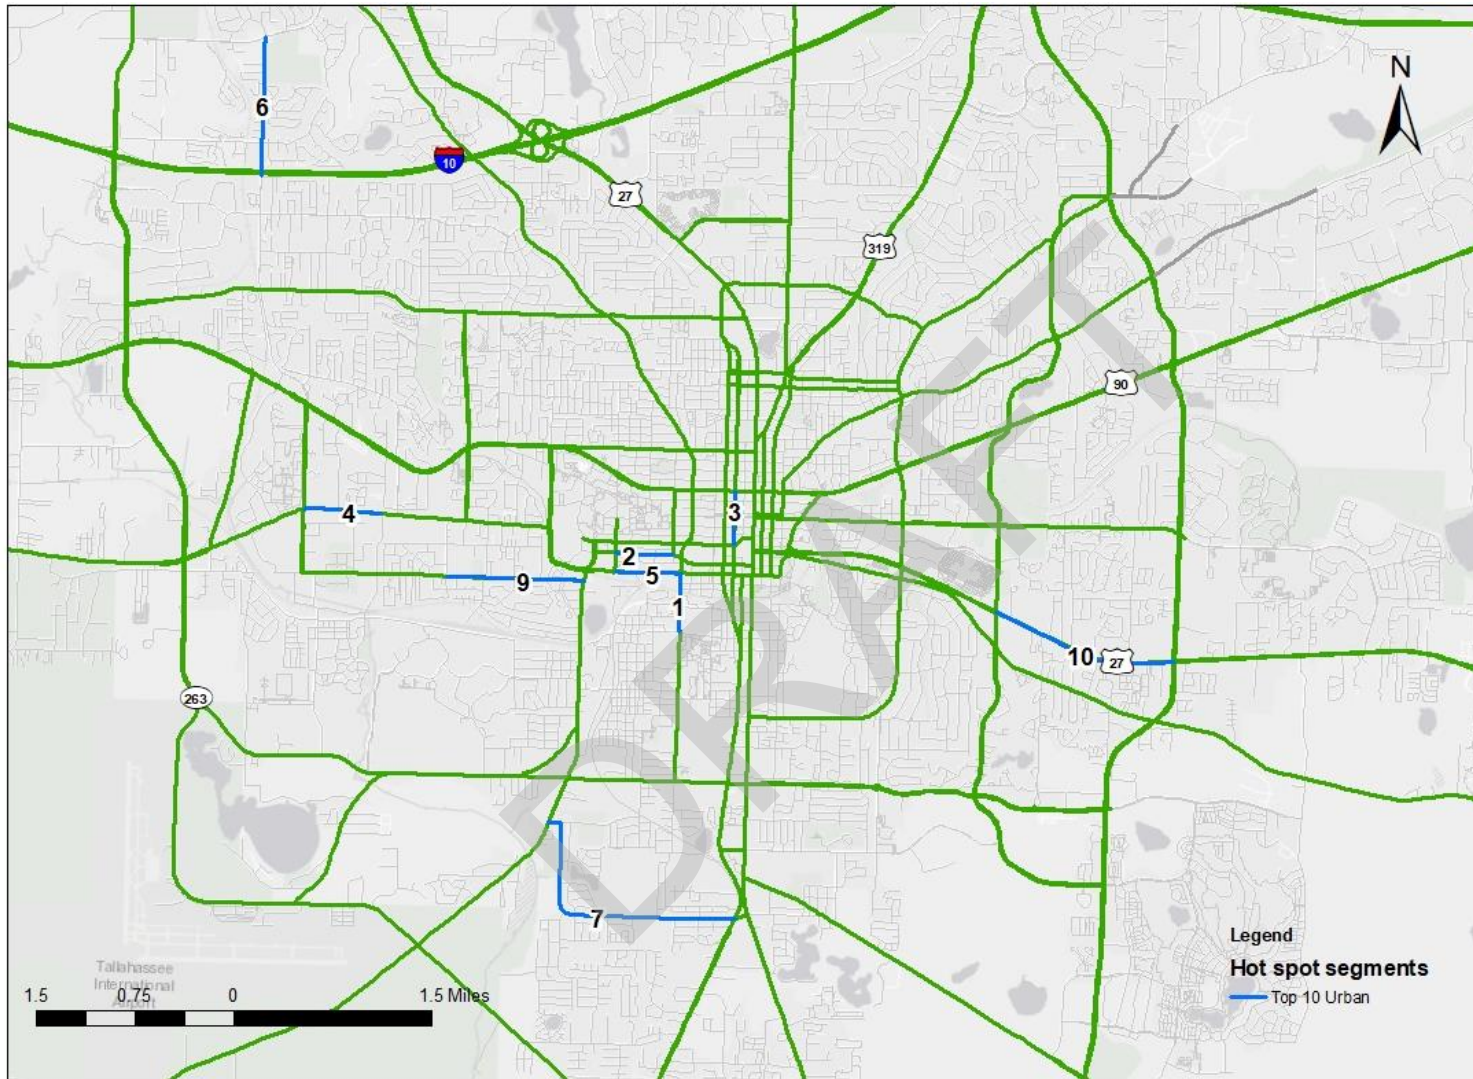 N
6
10
27
319
90
4
3
2
5
9
1
10
27
263
7
DRAFT
Tallahassee
International
Airport
1.5 0.75 0 1.5 Miles
Legend
Hot spot segments
Top 10 Urban